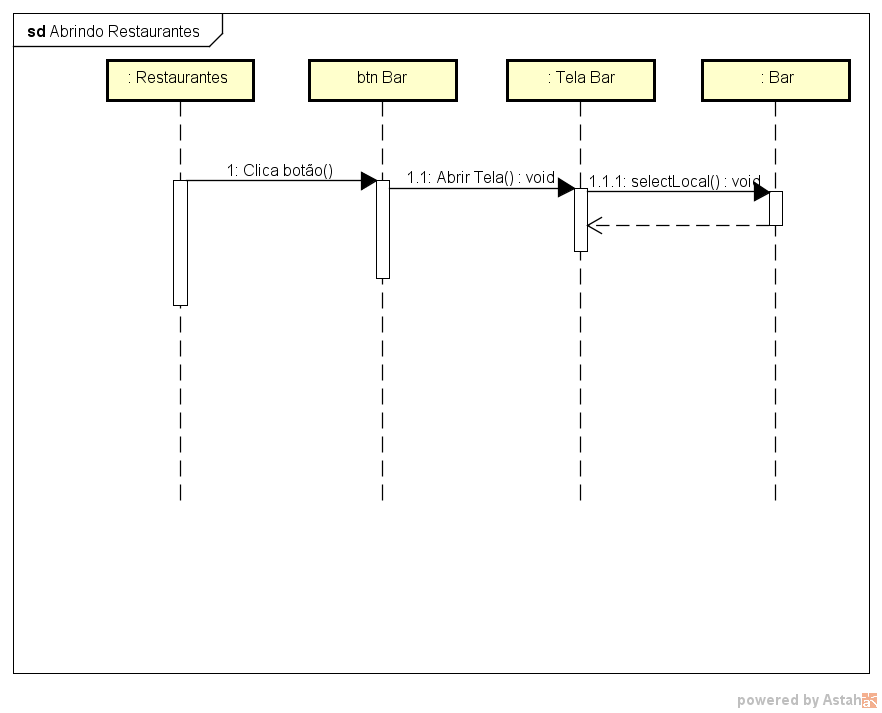 sd Abrindo Restaurantes
: Restaurantes
btn Bar
: Tela Bar
: Bar
1: Clica botão()
1.1: Abrir Tela() : void
1.1.1: selectLocal() : void
powered by Astah